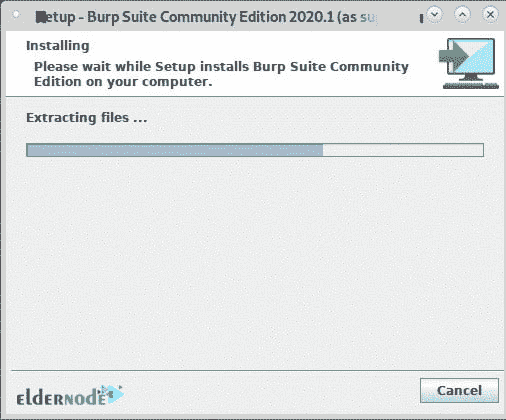 Setup - Burp Suite Community Edition 2020.1 (as su
Installing
Please wait while Setup installs Burp Suite Community
Edition on your computer.
Extracting files ...
eldernode
Cancel